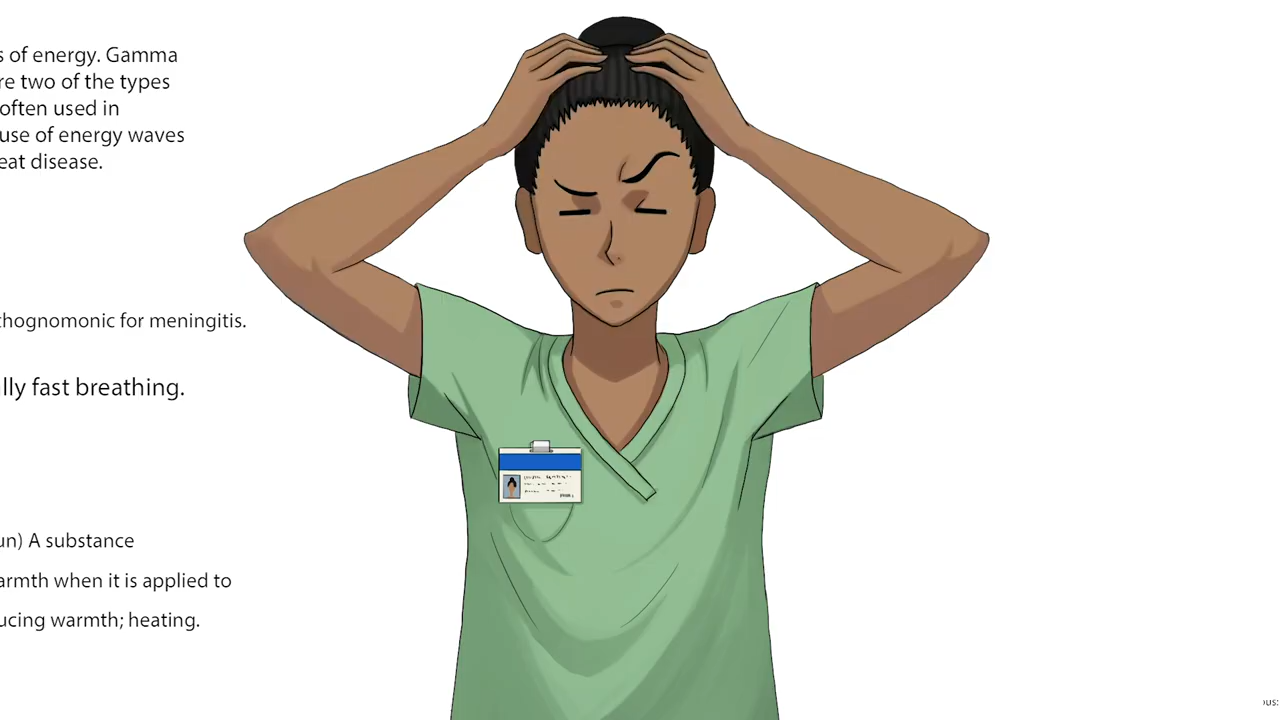 s of energy. Gamma
re two of the types
often used in
use of energy waves
eat disease.
thognomonic for meningitis.
lly fast breathing.
un) A substance
armth when it is applied to
ucing warmth; heating.
ous: